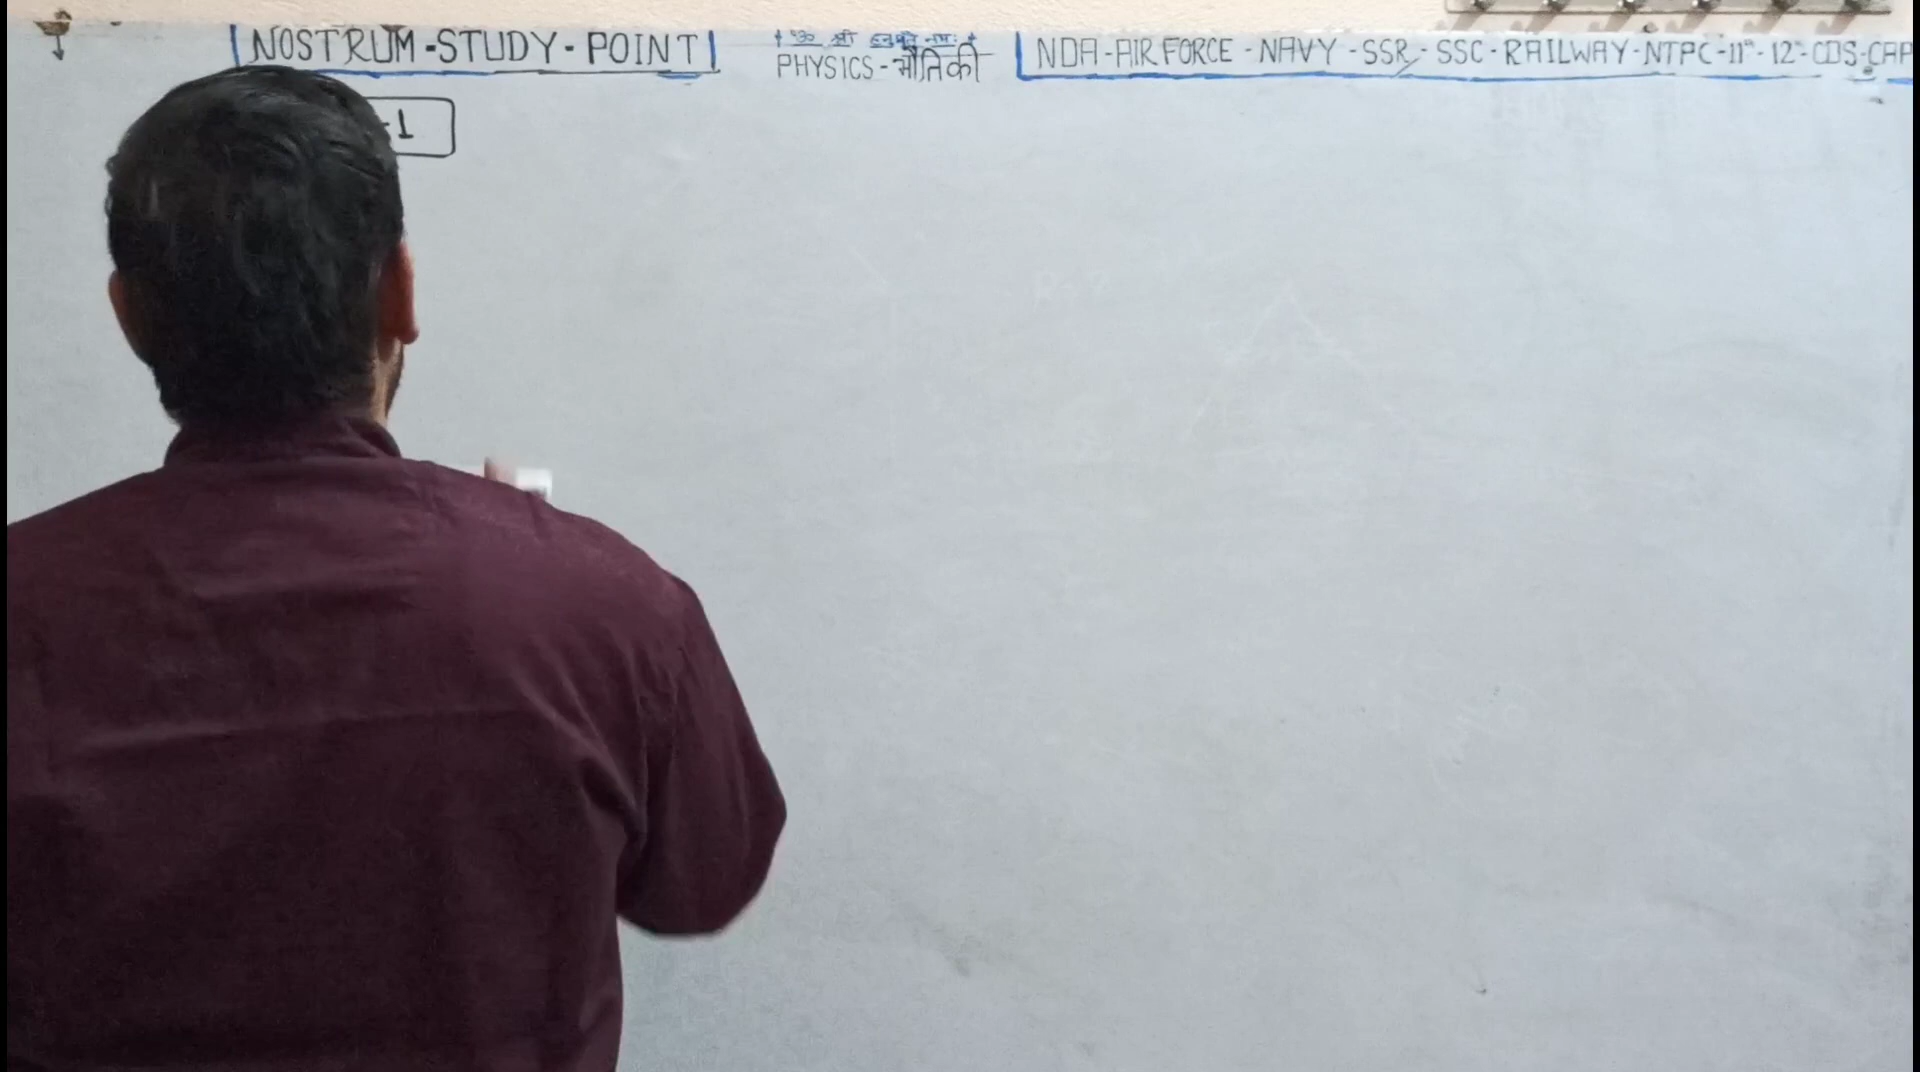 NOSTRUM-STUDY-POINT
ॐ श्री हनुमते नमः
PHYSICS-भौतिकी
NDA-AIR FORCE-NAVY-SSR-SSC-RAILWAY-NTPC-11th-12th-CDS-CAP
-1